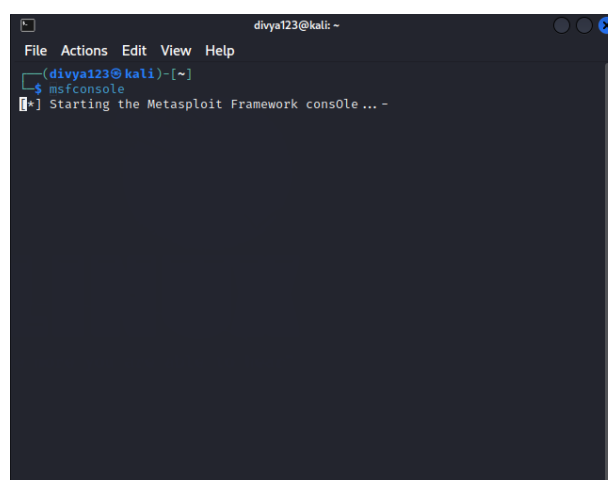 divya123@kali: ~
File Actions Edit View Help
┌──(divya123㉿kali)-[~]
└─$ msfconsole
[*] Starting the Metasploit Framework consOle...-